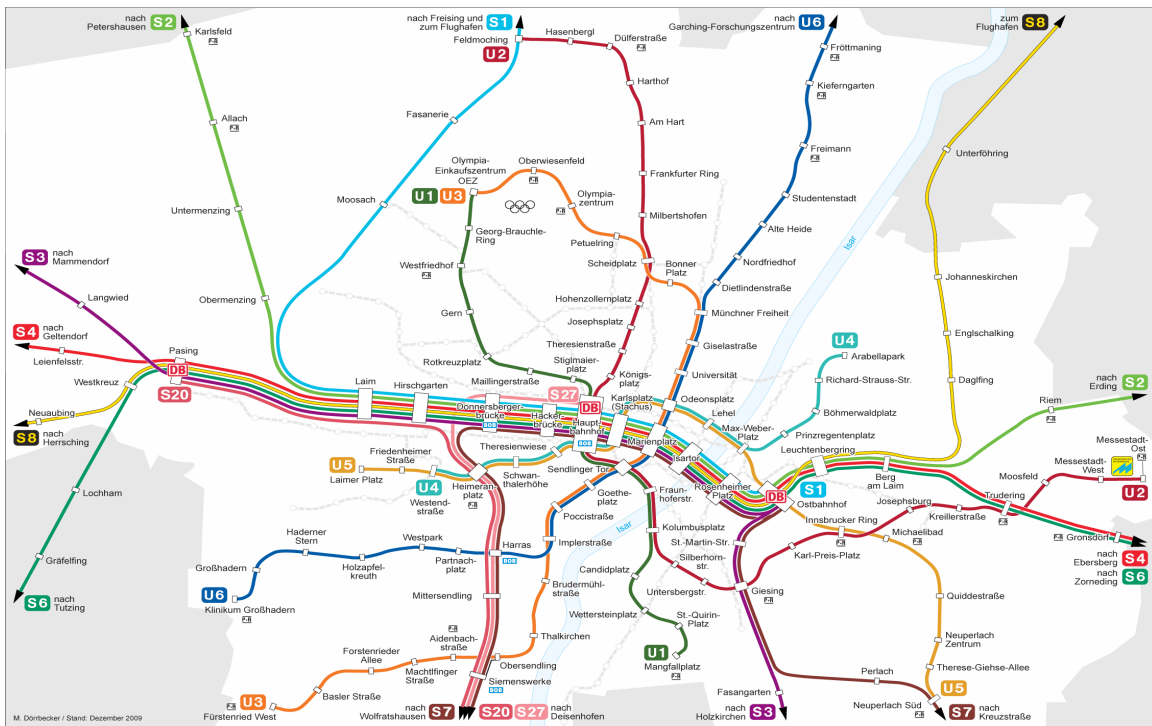 nach
Petershausen
S2
Karlsfeld
P+R
Allach
P+R
Untermenzing
Obermenzing
nach Freising und
zum Flughafen
S1
Feldmoching
U2
Hasenbergl
Dülferstraße
P+R
Harthof
Am Hart
Frankfurter Ring
Milbertshofen
Fasanerie
Moosach
Olympia-
Einkaufszentrum
OEZ
U1 U3
Oberwiesenfeld
P+R
Olympia-
zentrum
P+R
Petuelring
Scheidplatz
Bonner
Platz
Georg-Brauchle-
Ring
Westfriedhof
P+R
Gern
Rotkreuzplatz
Maillingerstraße
Stiglmaier-
platz
Hohenzollernplatz
Josephsplatz
Theresienstraße
Königs-
platz
nach
Garching-Forschungszentrum
U6
Fröttmaning
P+R
Kieferngarten
P+R
Freimann
P+R
Studentenstadt
Alte Heide
Nordfriedhof
Dietlindenstraße
Münchner Freiheit
Giselastraße
Universität
Odeonsplatz
Isar
zum
Flughafen
S8
Unterföhring
Johanneskirchen
Englschalking
Daglfing
S3
nach
Mammendorf
Langwied
S4
nach
Geltendorf
Leienfelsstr.
Westkreuz
Neuaubing
S8
nach
Herrsching
Pasing
DB
S20
Lochham
Gräfelfing
S6
nach
Tutzing
Laim
Hirschgarten
Donnersberger-
brücke
BOB
Hacker-
brücke
S27
DB
Haupt-
bahnhof
BOB
Karlsplatz
(Stachus)
Marienplatz
Isartor
Rosenheimer
Platz
DB
Ostbahnhof
S1
Leuchtenbergring
Berg
am Laim
U4
Arabellapark
Richard-Strauss-Str.
Böhmerwaldplatz
Prinzregentenplatz
Max-Weber-
Platz
Lehel
nach
Erding
S2
Riem
Messestadt-
Ost
P+R
Messestadt-
West
U2
Moosfeld
Trudering
P+R
Gronsdorf
P+R
S4
nach
Ebersberg
S6
nach
Zorneding
Kreillerstraße
Josephsburg
Innsbrucker Ring
P+R
Michaelibad
P+R
Karl-Preis-Platz
U5
Laimer Platz
Friedenheimer
Straße
U4
Westend-
straße
Heimeran-
platz
P+R
Schwan-
thalerhöhe
Theresienwiese
Sendlinger Tor
Goethe-
platz
Poccistraße
Implerstraße
Brudermühl-
straße
Thalkirchen
Fraun-
hoferstr.
Kolumbusplatz
Silberhorn-
str.
Untersbergstr.
Candidplatz
Wettersteinplatz
St.-Quirin-
Platz
U1
Mangfallplatz
P+R
Isar
St.-Martin-Str.
Giesing
P+R
Fasangarten
P+R
nach
Holzkirchen
S3
Perlach
Quiddestraße
Neuperlach
Zentrum
Therese-Giehse-Allee
U5
Neuperlach Süd
P+R
S7
nach
Kreuzstraße
Haderner
Stern
Großhadern
U6
Klinikum Großhadern
P+R
Holzapfel-
kreuth
Westpark
Partnach-
platz
Harras
BOB
Mittersendling
P+R
Aidenbach-
straße
Forstenrieder
Allee
Machtlfinger
Straße
Basler Straße
U3
Fürstenried West
P+R
Obersendling
Siemenswerke
BOB
nach
Wolfratshausen
S7
S20 S27
nach
Deisenhofen
M. Dörrbecker / Stand: Dezember 2009